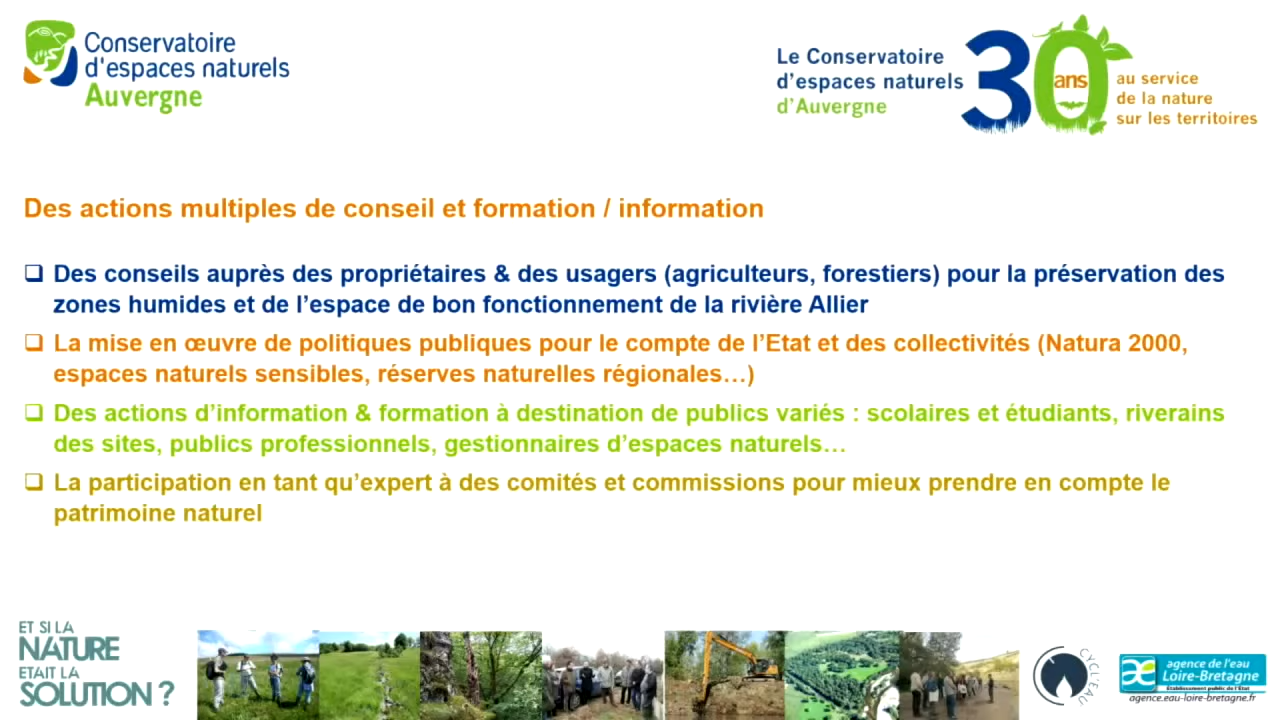 Conservatoire
d'espaces naturels
Auvergne
Le Conservatoire
d'espaces naturels
d'Auvergne
30
ans
au service
de la nature
sur les territoires
Des actions multiples de conseil et formation / information
❑ Des conseils auprès des propriétaires & des usagers (agriculteurs, forestiers) pour la préservation des
zones humides et de l’espace de bon fonctionnement de la rivière Allier
❑ La mise en œuvre de politiques publiques pour le compte de l’Etat et des collectivités (Natura 2000,
espaces naturels sensibles, réserves naturelles régionales…)
❑ Des actions d’information & formation à destination de publics variés : scolaires et étudiants, riverains
des sites, publics professionnels, gestionnaires d’espaces naturels…
❑ La participation en tant qu’expert à des comités et commissions pour mieux prendre en compte le
patrimoine naturel
ET SI LA
NATURE
ETAIT LA
SOLUTION ?
CYCL'EAU
agence de l'eau
Loire-Bretagne
Etablissement public de l'Etat
agence.eau-loire-bretagne.fr